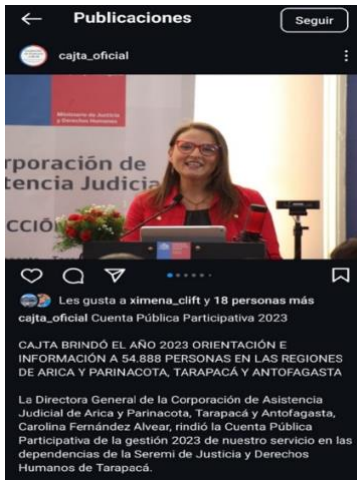 Publicaciones
Seguir
cajta_oficial
Ministerio de Justicia
y Derechos Humanos
rporación de
tencia Judicia
CCIÓ
Les gusta a ximena_clift y 18 personas más
cajta_oficial Cuenta Pública Participativa 2023
CAJTA BRINDÓ EL AÑO 2023 ORIENTACIÓN E
INFORMACIÓN A 54.888 PERSONAS EN LAS REGIONES
DE ARICA Y PARINACOTA, TARAPACÁ Y ANTOFAGASTA
La Directora General de la Corporación de Asistencia
Judicial de Arica y Parinacota, Tarapacá y Antofagasta,
Carolina Fernández Alvear, rindió la Cuenta Pública
Participativa de la gestión 2023 de nuestro servicio en las
dependencias de la Seremi de Justicia y Derechos
Humanos de Tarapacá.